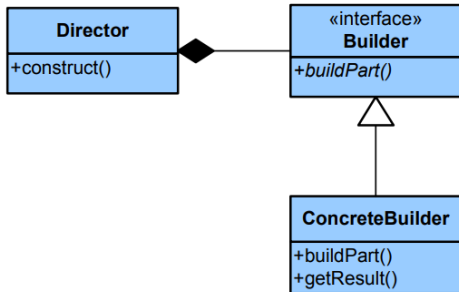 Director
+construct()
«interface»
Builder
+buildPart()
ConcreteBuilder
+buildPart()
+getResult()